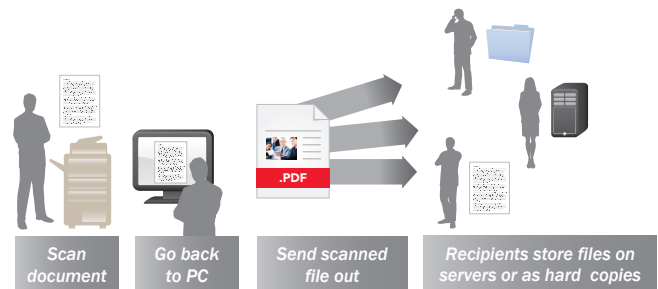 .PDF
Scan
document
Go back
to PC
Send scanned
file out
Recipients store files on
servers or as hard copies